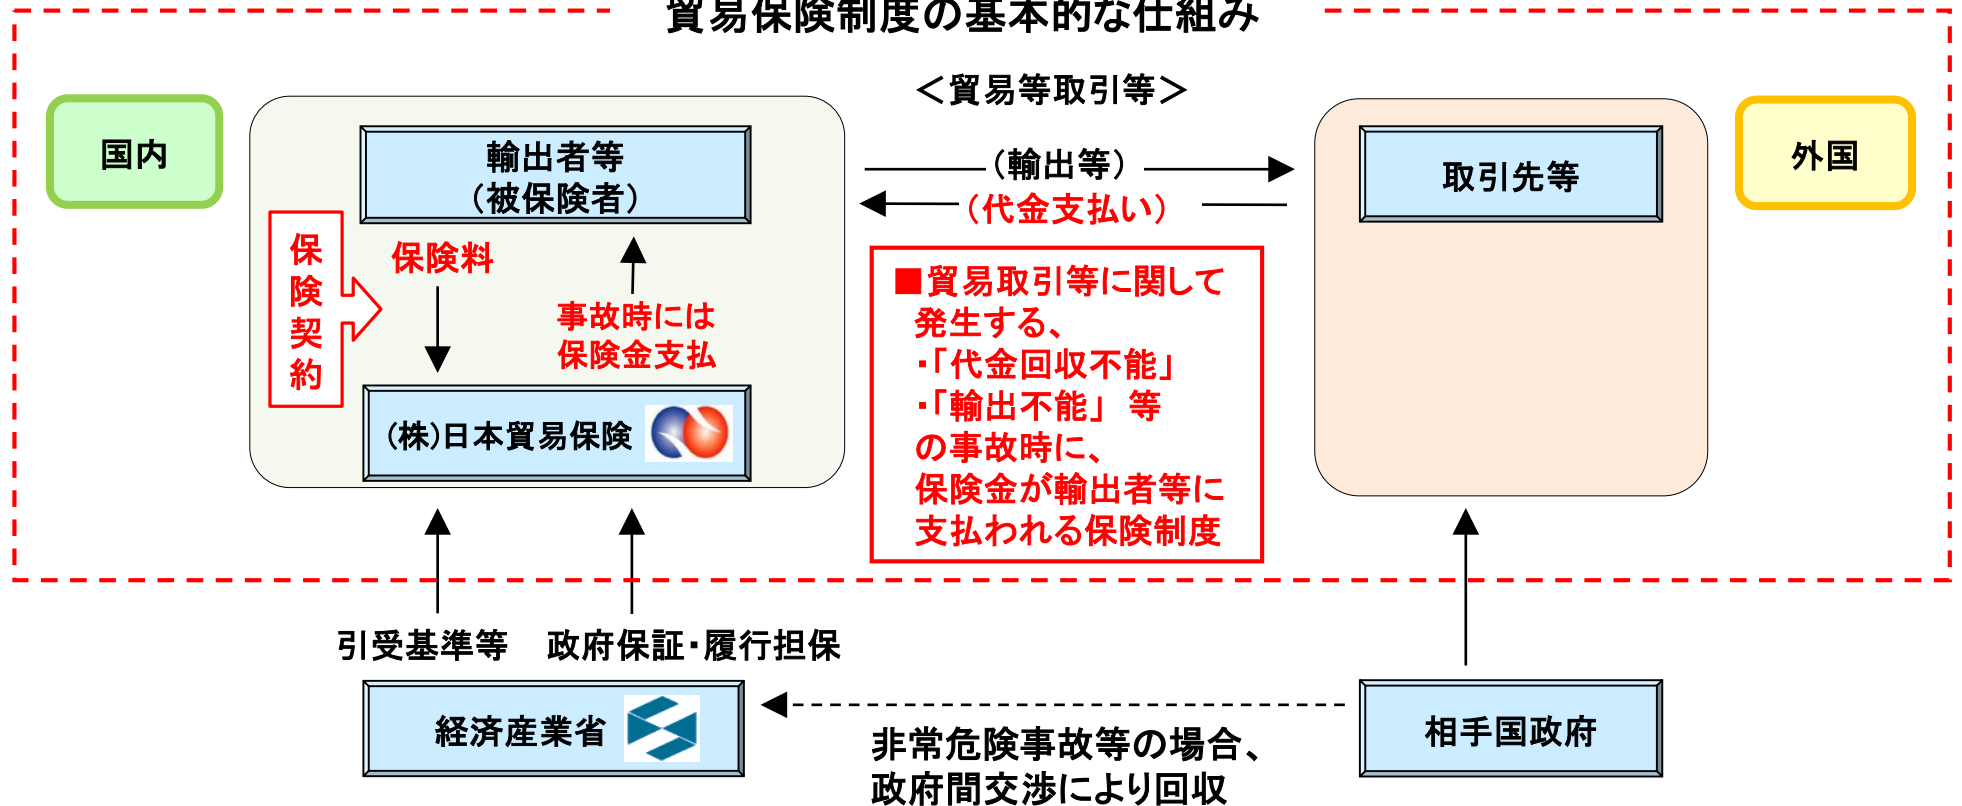 貿易保険制度の基本的な仕組み
＜貿易等取引等＞
国内
輸出者等
（被保険者）
（輸出等）
（代金支払い）
取引先等
外国
保険契約
保険料
事故時には
保険金支払
(株)日本貿易保険
■貿易取引等に関して
発生する、
・「代金回収不能」
・「輸出不能」 等
の事故時に、
保険金が輸出者等に
支払われる保険制度
引受基準等
政府保証・履行担保
経済産業省
相手国政府
非常危険事故等の場合、
政府間交渉により回収